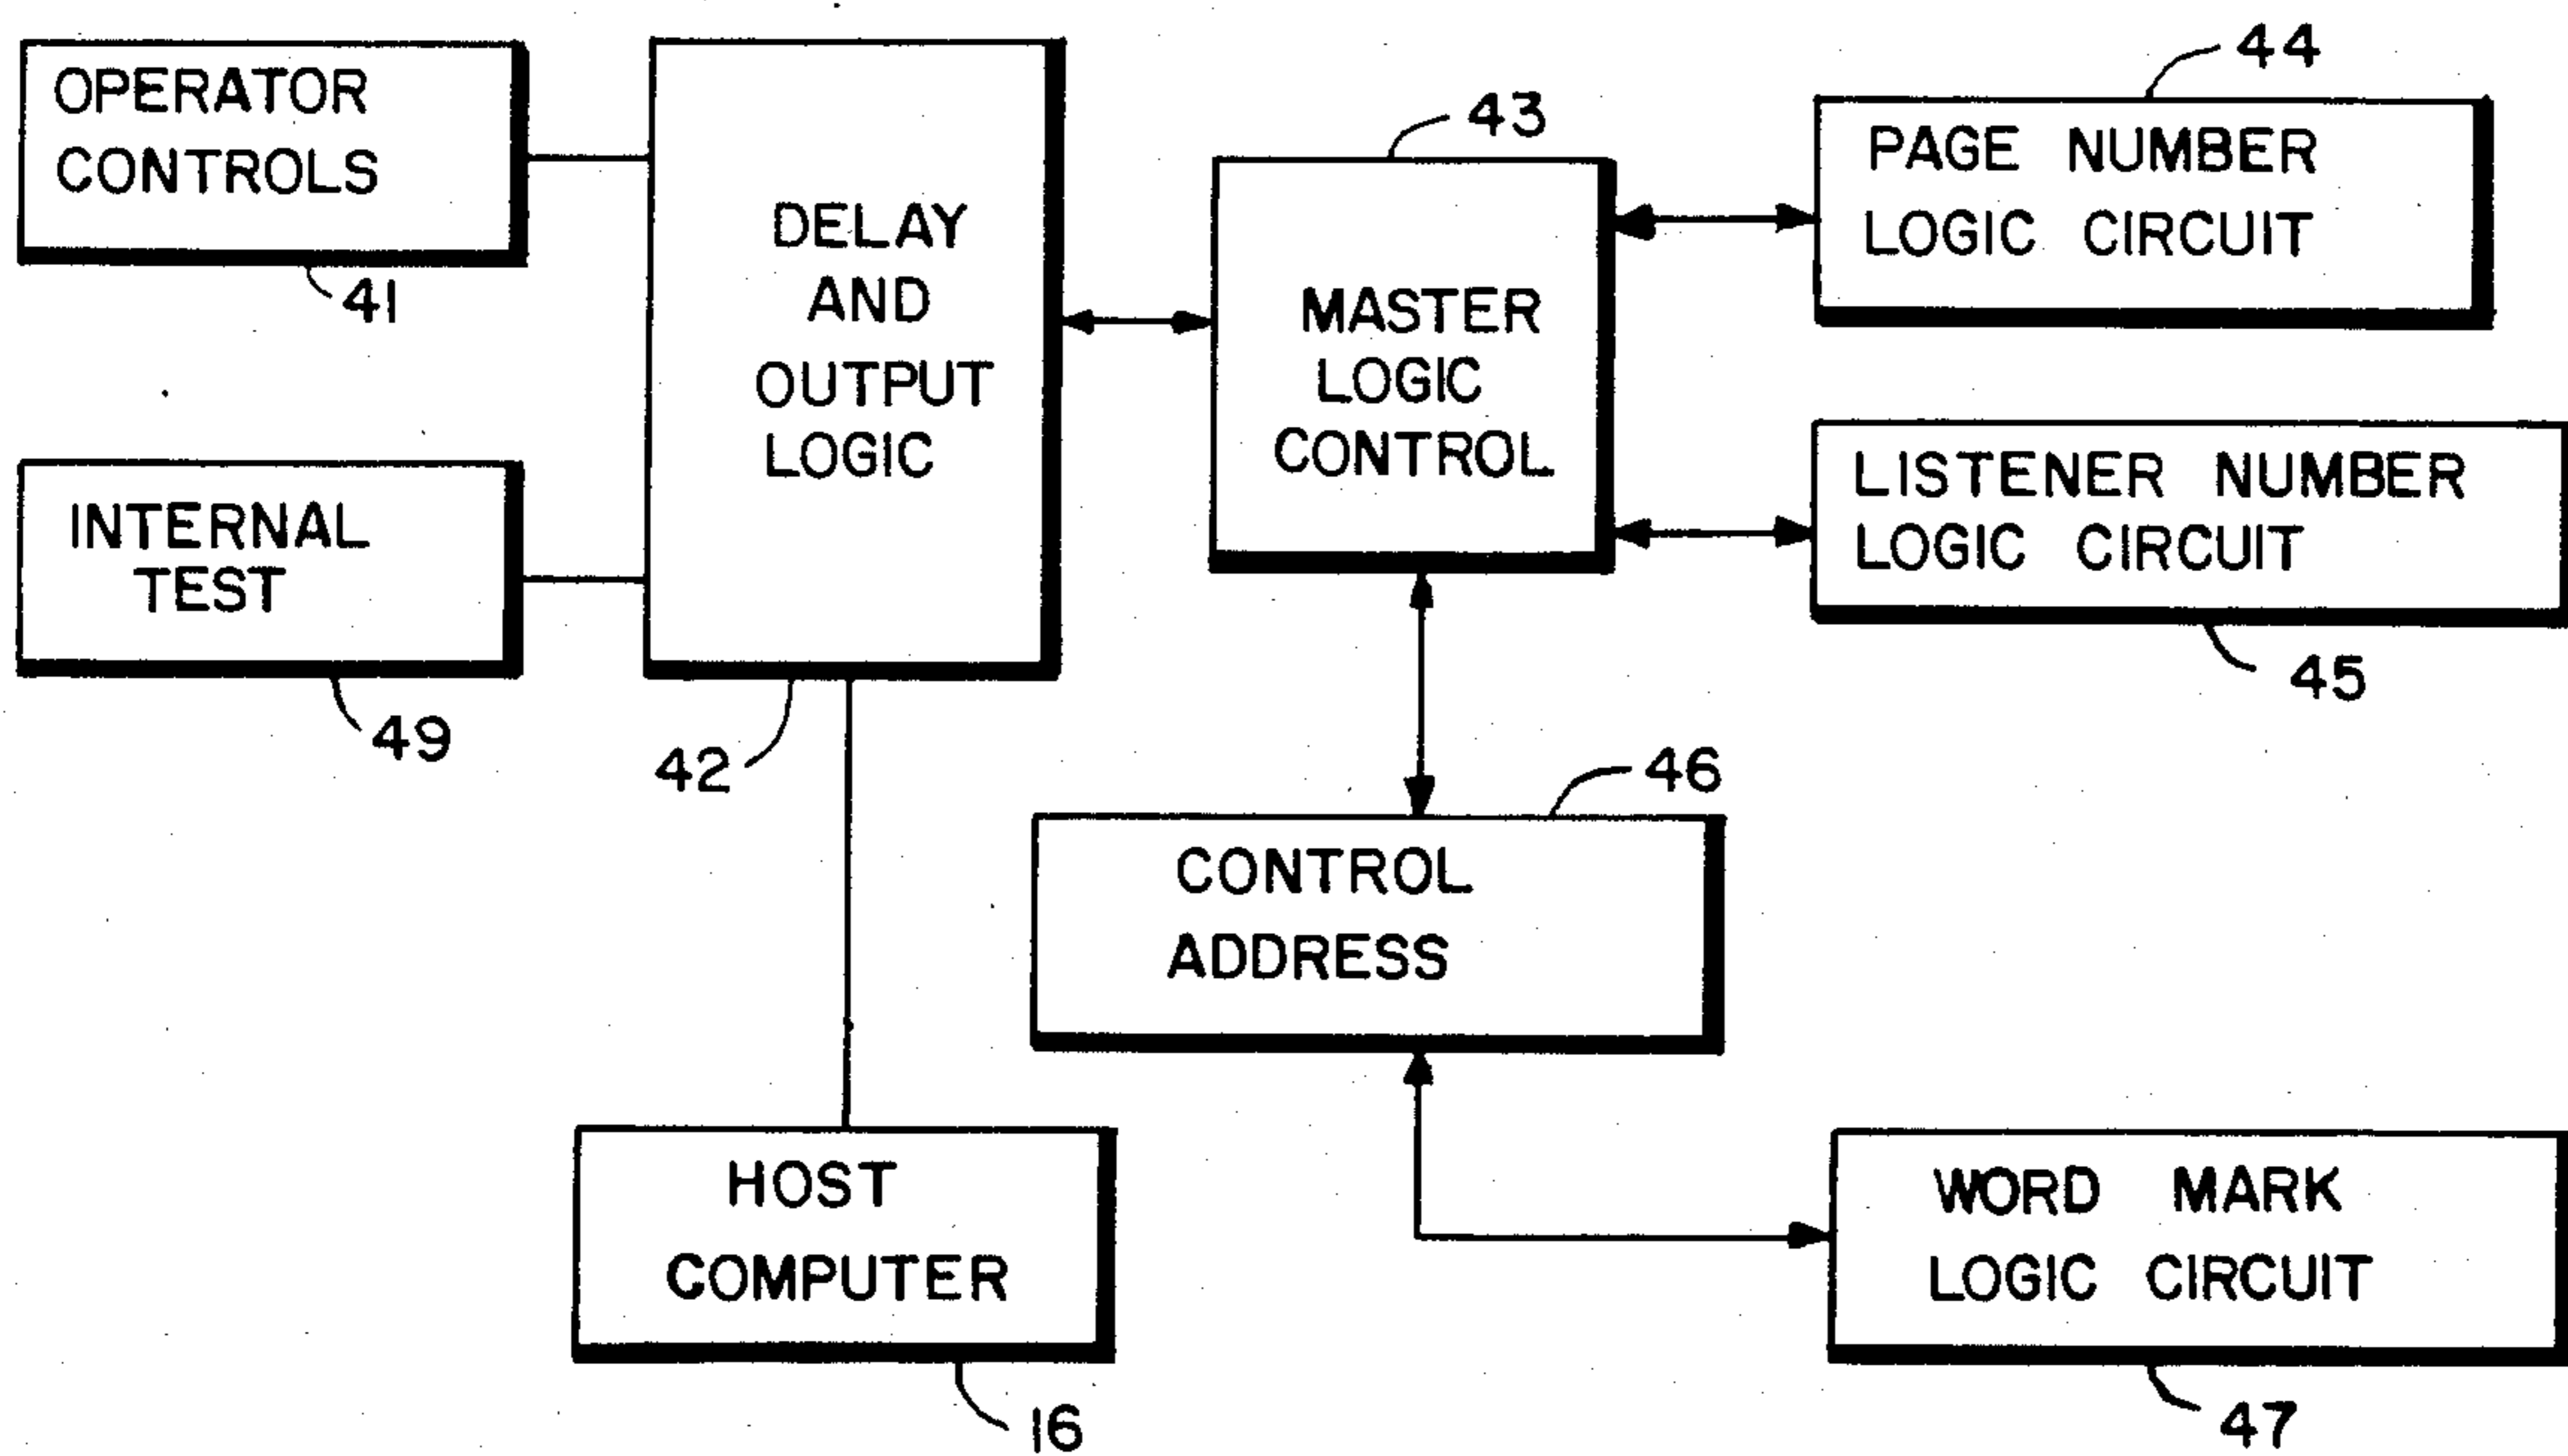 OPERATOR
CONTROLS
41
INTERNAL
TEST
49
DELAY
AND
OUTPUT
LOGIC
42
43
MASTER
LOGIC
CONTROL
44
PAGE NUMBER
LOGIC CIRCUIT
LISTENER NUMBER
LOGIC CIRCUIT
45
46
CONTROL
ADDRESS
HOST
COMPUTER
16
WORD MARK
LOGIC CIRCUIT
47